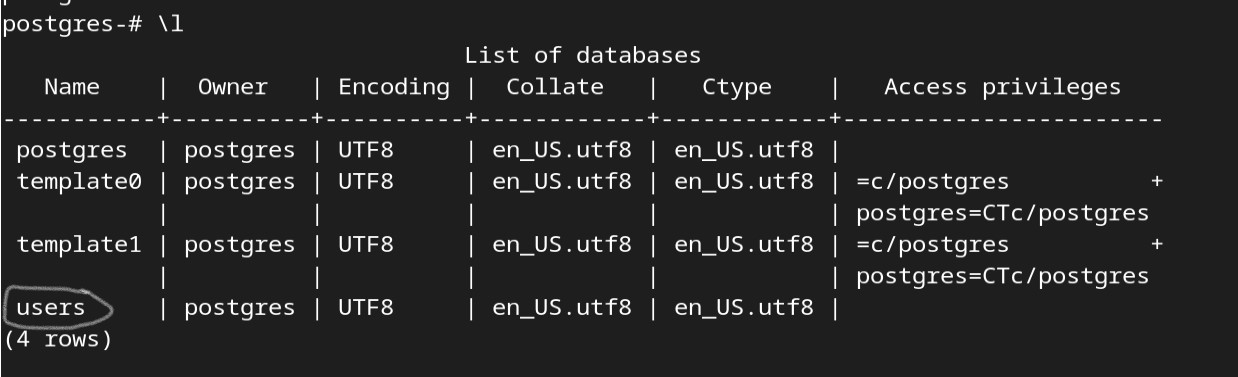 postgres-# \l
                                 List of databases
   Name    |  Owner   | Encoding |  Collate   |   Ctype    |   Access privileges
-----------+----------+----------+------------+------------+-----------------------
 postgres  | postgres | UTF8     | en_US.utf8 | en_US.utf8 |
 template0 | postgres | UTF8     | en_US.utf8 | en_US.utf8 | =c/postgres          +
           |          |          |            |            | postgres=CTc/postgres
 template1 | postgres | UTF8     | en_US.utf8 | en_US.utf8 | =c/postgres          +
           |          |          |            |            | postgres=CTc/postgres
 users     | postgres | UTF8     | en_US.utf8 | en_US.utf8 |
(4 rows)